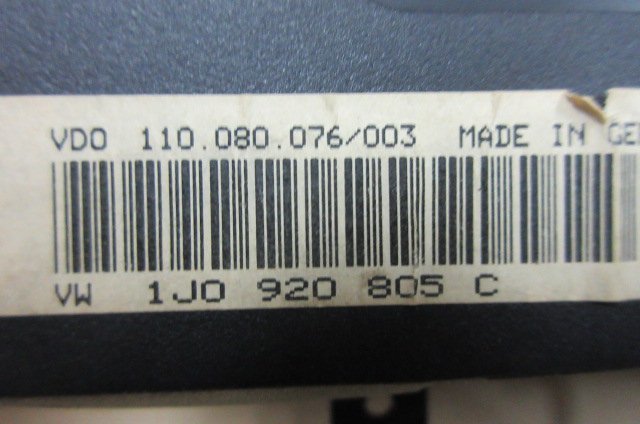 VDO 110.080.076/003 MADE IN GE
VW 1J0 920 805 C